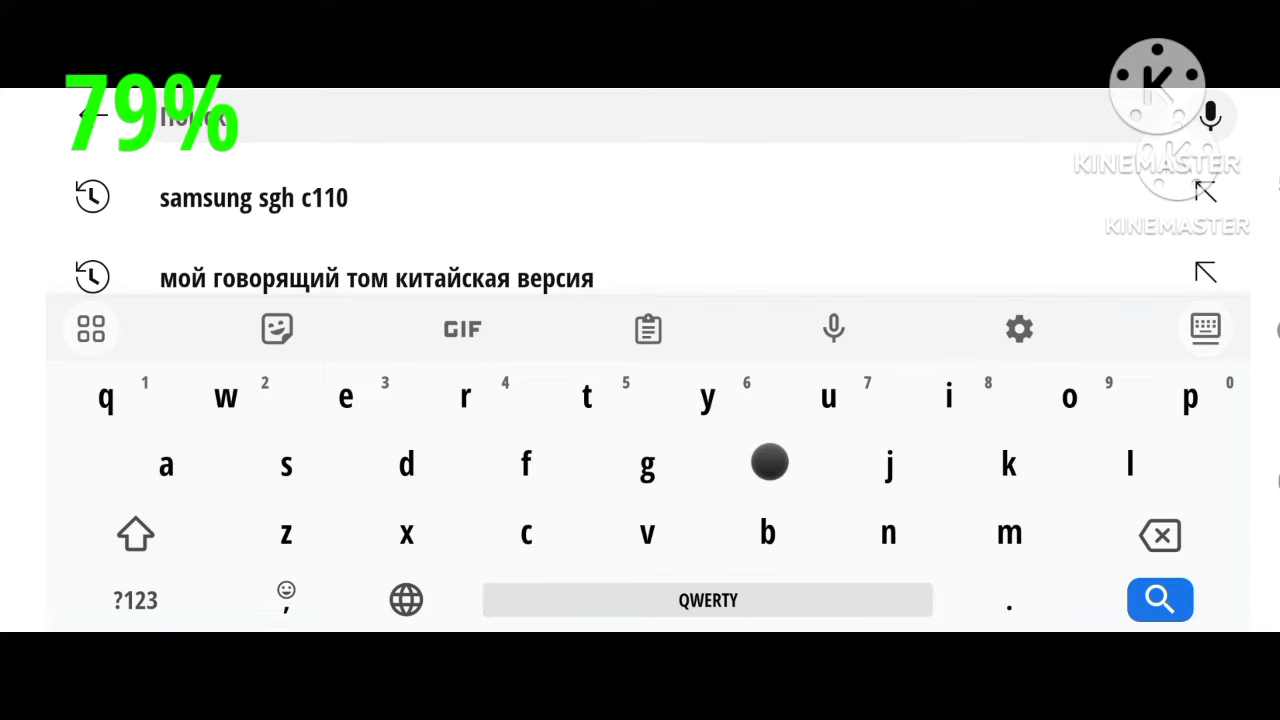 79%
Поиск
KINEMASTER
samsung sgh c110
KINEMASTER
мой говорящий том китайская версия
GIF
q 1 w 2 e 3 r 4 t 5 y 6 u 7 i 8 o 9 p 0
a s d f g j k l
z x c v b n m
?123 , QWERTY .